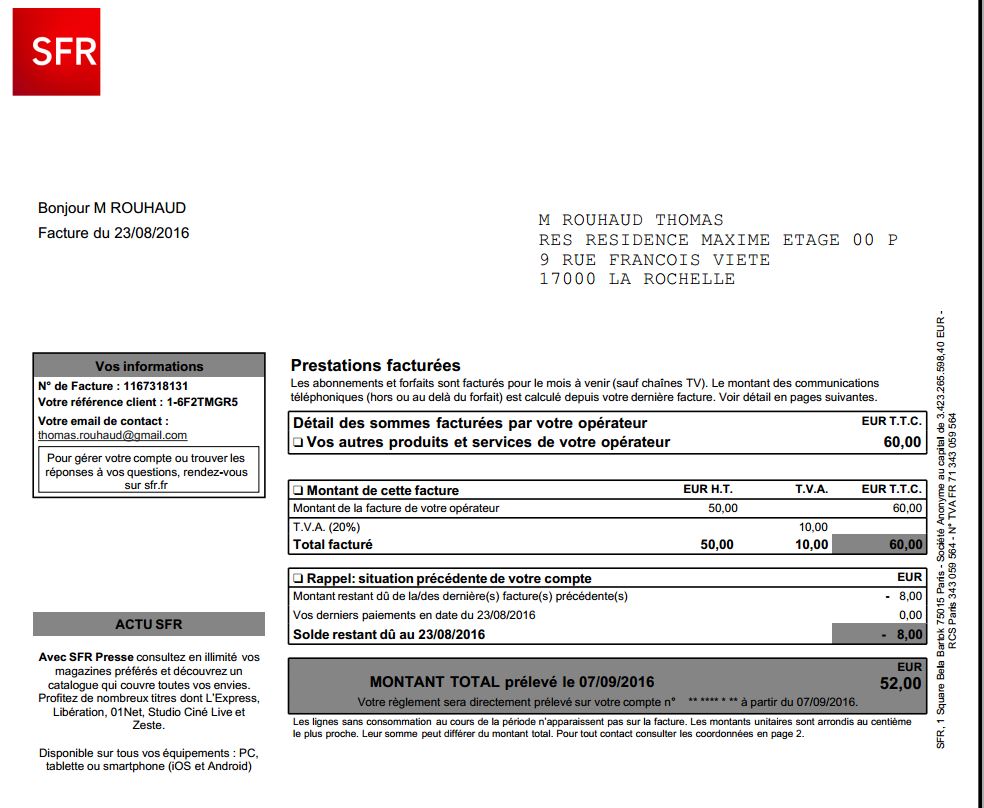 SFR
Bonjour M ROUHAUD
Facture du 23/08/2016
M ROUHAUD THOMAS
RES RESIDENCE MAXIME ETAGE 00 P
9 RUE FRANCOIS VIETE
17000 LA ROCHELLE
Vos informations
N° de Facture : 1167318131
Votre référence client : 1-6F2TMGR5
Votre email de contact :
thomas.rouhaud@gmail.com
Pour gérer votre compte ou trouver les
réponses à vos questions, rendez-vous
sur sfr.fr
ACTU SFR
Avec SFR Presse consultez en illimité vos
magazines préférés et découvrez un
catalogue qui couvre toutes vos envies.
Profitez de nombreux titres dont L'Express,
Libération, 01Net, Studio Ciné Live et
Zeste.
Disponible sur tous vos équipements : PC,
tablette ou smartphone (iOS et Android)
Prestations facturées
Les abonnements et forfaits sont facturés pour le mois à venir (sauf chaînes TV). Le montant des communications
téléphoniques (hors ou au delà du forfait) est calculé depuis votre dernière facture. Voir détail en pages suivantes.
Détail des sommes facturées par votre opérateur EUR T.T.C.
❑ Vos autres produits et services de votre opérateur 60,00
❑ Montant de cette facture EUR H.T. T.V.A. EUR T.T.C.
Montant de la facture de votre opérateur 50,00 60,00
T.V.A. (20%) 10,00
Total facturé 50,00 10,00 60,00
❑ Rappel: situation précédente de votre compte EUR
Montant restant dû de la/des dernière(s) facture(s) précédente(s) - 8,00
Vos derniers paiements en date du 23/08/2016 0,00
Solde restant dû au 23/08/2016 - 8,00
EUR
MONTANT TOTAL prélevé le 07/09/2016 52,00
Votre règlement sera directement prélevé sur votre compte n° ** **** * ** à partir du 07/09/2016.
Les lignes sans consommation au cours de la période n'apparaissent pas sur la facture. Les montants unitaires sont arrondis au centième
le plus proche. Leur somme peut différer du montant total. Pour tout contact consulter les coordonnées en page 2.
SFR, 1 Square Bela Bartok 75015 Paris - Société Anonyme au capital de 3.423.265.598,40 EUR -
RCS Paris 343 059 564 - N° TVA FR 71 343 059 564